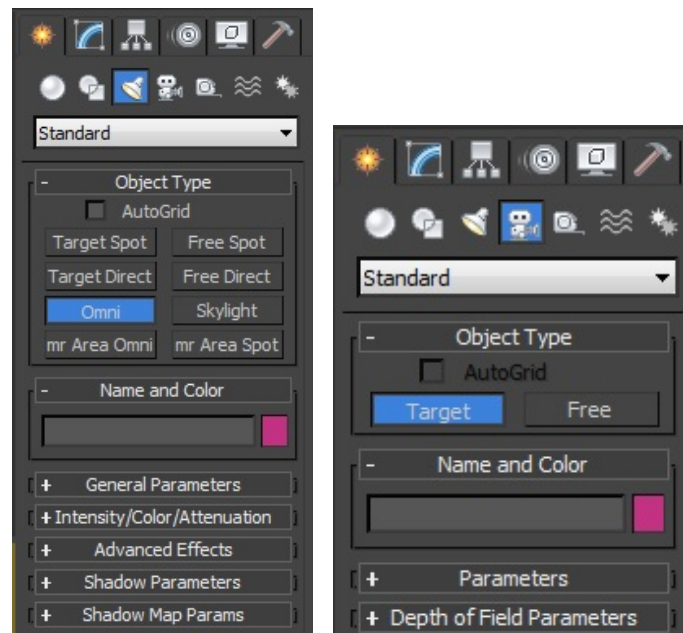 Standard
- Object Type
AutoGrid
Target Spot Free Spot
Target Direct Free Direct
Omni Skylight
mr Area Omni mr Area Spot
- Name and Color
+ General Parameters
+ Intensity/Color/Attenuation
+ Advanced Effects
+ Shadow Parameters
+ Shadow Map Params
Standard
- Object Type
AutoGrid
Target Free
- Name and Color
+ Parameters
+ Depth of Field Parameters